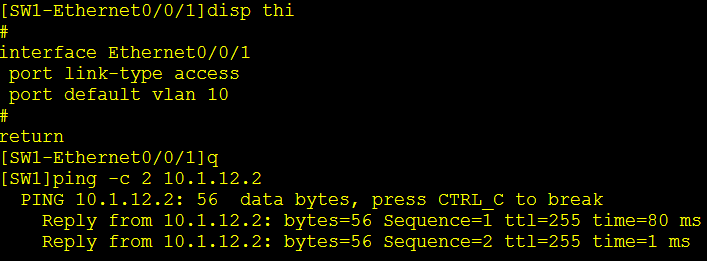 [SW1-Ethernet0/0/1]disp thi
#
interface Ethernet0/0/1
 port link-type access
 port default vlan 10
#
return
[SW1-Ethernet0/0/1]q
[SW1]ping -c 2 10.1.12.2
  PING 10.1.12.2: 56  data bytes, press CTRL_C to break
    Reply from 10.1.12.2: bytes=56 Sequence=1 ttl=255 time=80 ms
    Reply from 10.1.12.2: bytes=56 Sequence=2 ttl=255 time=1 ms